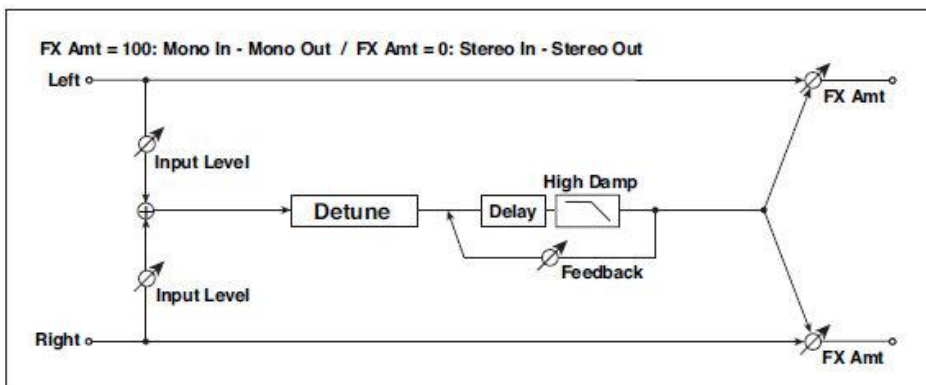 FX Amt = 100: Mono In - Mono Out / FX Amt = 0: Stereo In - Stereo Out
Left
FX Amt
Input Level
High Damp
Detune
Delay
Feedback
Input Level
Right
FX Amt